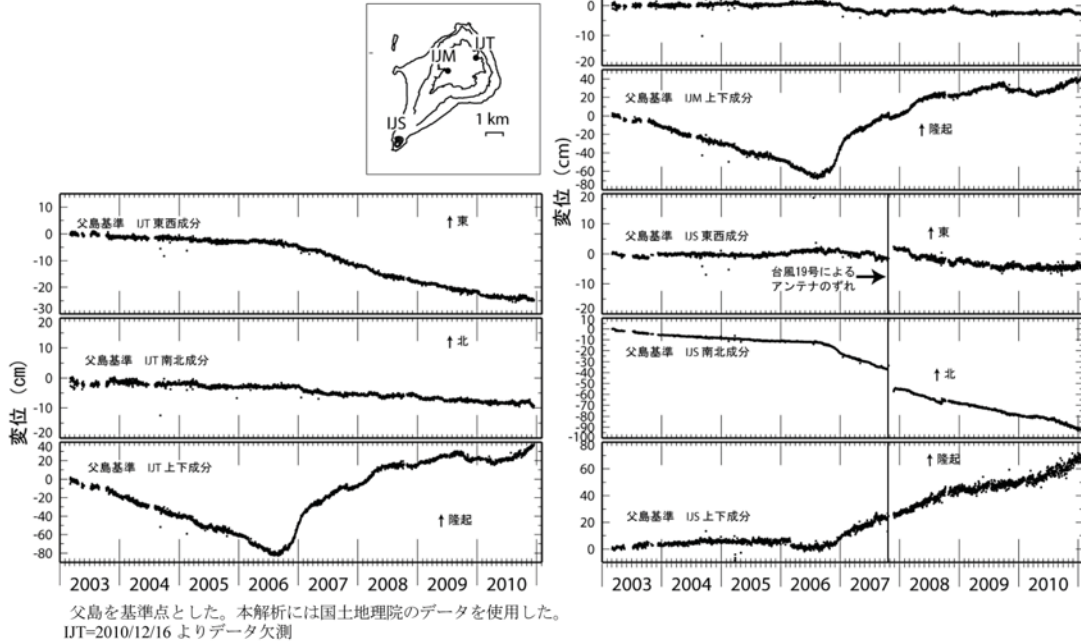 IJT
IJM
IJS
1 km
10
0
-10
-20
-30
父島基準 IJT 東西成分
↑東
20
10
0
-10
20
父島基準 IJT 南北成分
↑北
変位 (cm)
40
20
0
-20
-40
-60
-80
父島基準 IJT 上下成分
↑隆起
2003 2004 2005 2006 2007 2008 2009 2010
0
-10
-20
40
20
0
-20
-40
-60
-80
父島基準 IJM 上下成分
↑隆起
変位 (cm)
20
10
0
-10
-20
父島基準 IJS 東西成分
↑東
台風19号による
アンテナのずれ
10
0
-10
-20
-30
-40
-50
-60
-70
-80
-90
-100
父島基準 IJS 南北成分
↑北
80
60
40
20
0
父島基準 IJS 上下成分
↑隆起
2003 2004 2005 2006 2007 2008 2009 2010
父島を基準点とした。本解析には国土地理院のデータを使用した。
IJT=2010/12/16 よりデータ欠測